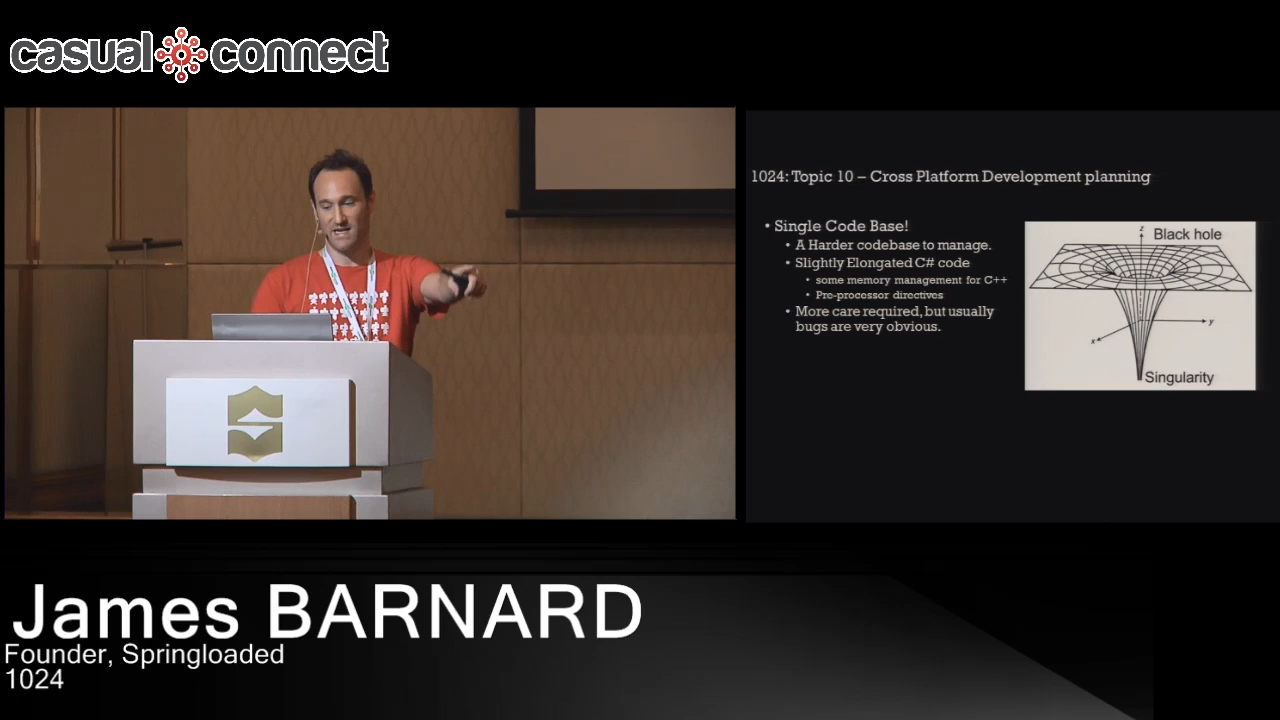 casual connect
1024: Topic 10 – Cross Platform Development planning
• Single Code Base!
• A Harder codebase to manage.
• Slightly Elongated C# code
• some memory management for C++
• Pre-processor directives
• More care required, but usually
bugs are very obvious.
z
Black hole
y
x
Singularity
James BARNARD
Founder, Springloaded
1024